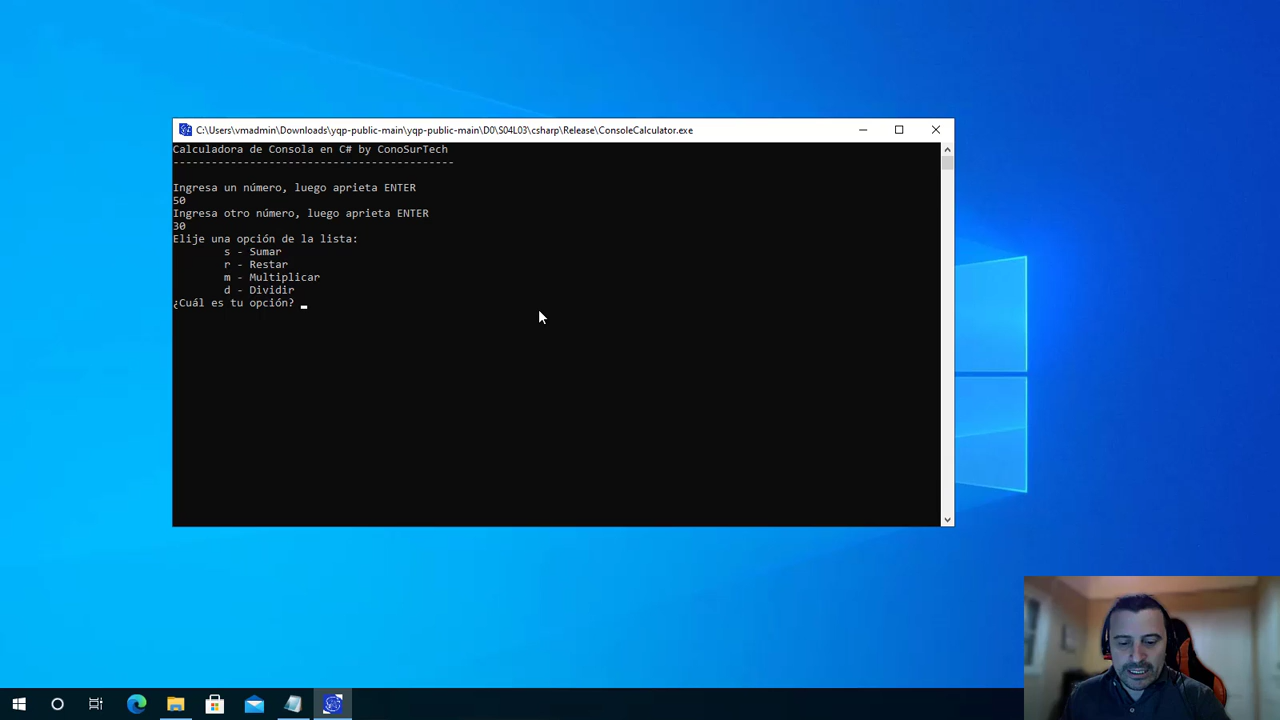 C:\Users\vmadmin\Downloads\yqp-public-main\yqp-public-main\D0\S04L03\csharp\Release\ConsoleCalculator.exe
Calculadora de Consola en C# by ConoSurTech
--------------------------------------------
Ingresa un número, luego aprieta ENTER
50
Ingresa otro número, luego aprieta ENTER
30
Elije una opción de la lista:
s - Sumar
r - Restar
m - Multiplicar
d - Dividir
¿Cuál es tu opción? _